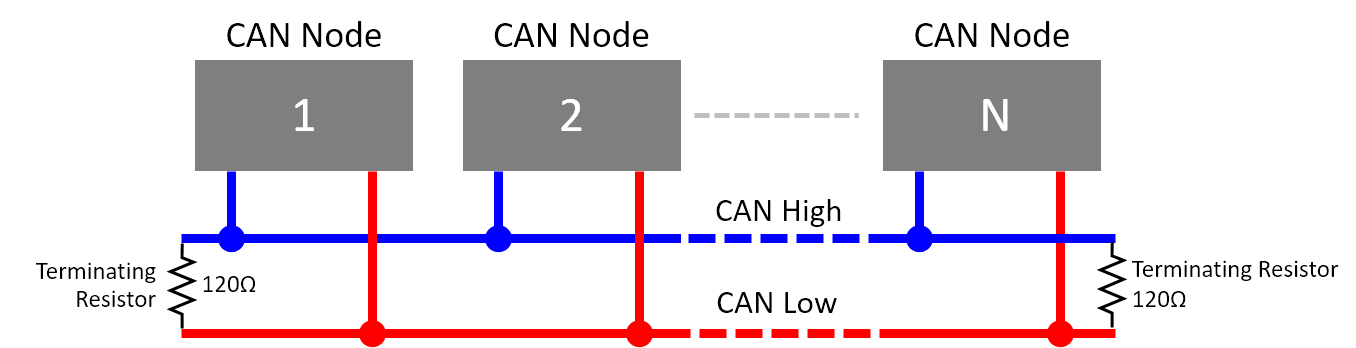 CAN Node
CAN Node
CAN Node
1
2
N
CAN High
Terminating
Resistor
120Ω
Terminating Resistor
120Ω
CAN Low